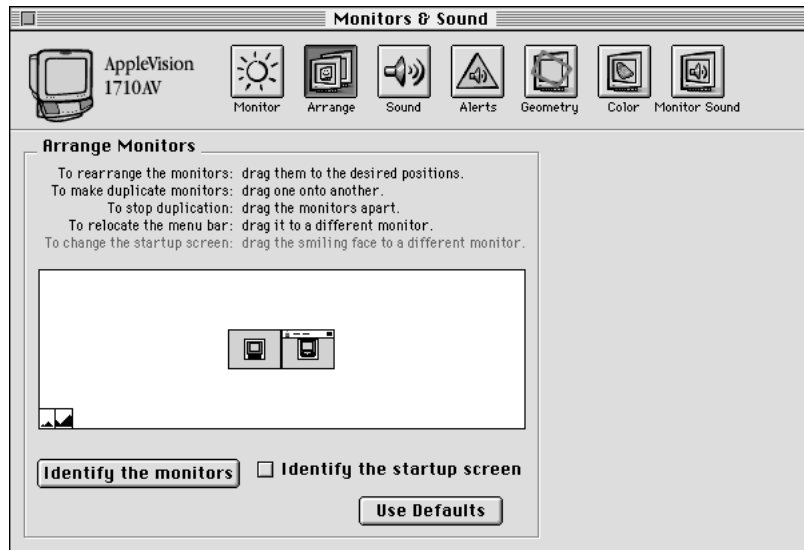 Monitors & Sound
AppleVision
1710AV
Monitor
Arrange
Sound
Alerts
Geometry
Color
Monitor Sound
Arrange Monitors
To rearrange the monitors: drag them to the desired positions.
To make duplicate monitors: drag one onto another.
To stop duplication: drag the monitors apart.
To relocate the menu bar: drag it to a different monitor.
To change the startup screen: drag the smiling face to a different monitor.
Identify the monitors
Identify the startup screen
Use Defaults